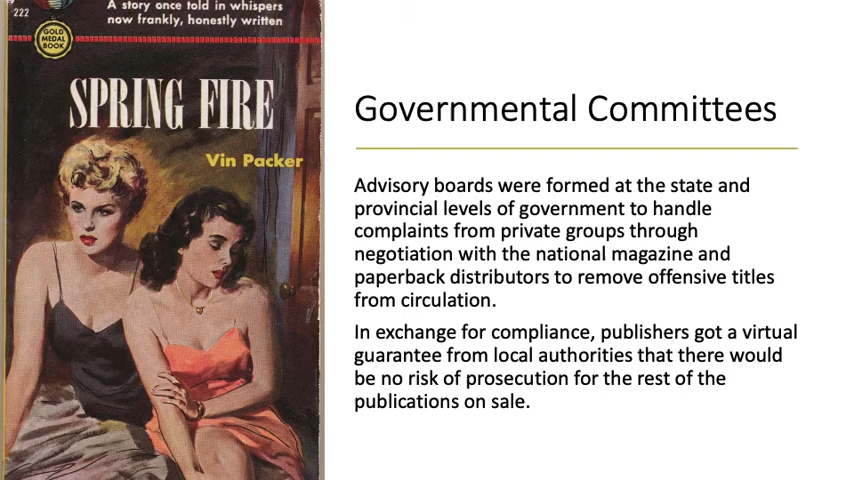 222
A story once told in whispers
now frankly, honestly written
GOLD
MEDAL
BOOK
SPRING FIRE
Vin Packer
Governmental Committees
Advisory boards were formed at the state and
provincial levels of government to handle
complaints from private groups through
negotiation with the national magazine and
paperback distributors to remove offensive titles
from circulation.
In exchange for compliance, publishers got a virtual
guarantee from local authorities that there would
be no risk of prosecution for the rest of the
publications on sale.